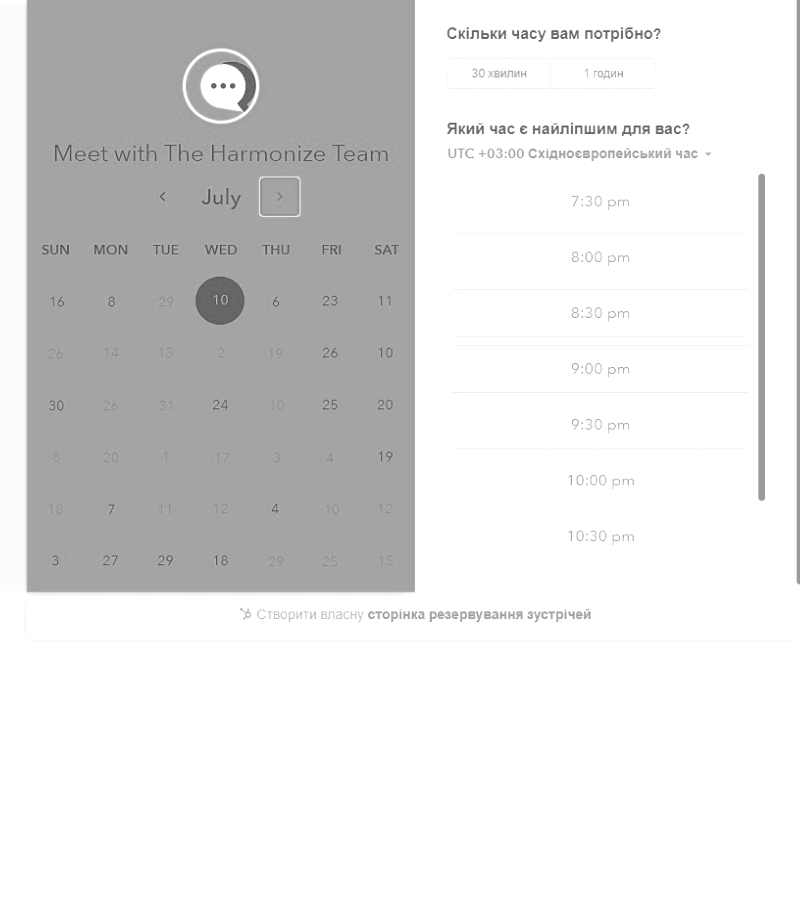 Meet with The Harmonize Team
July
SUN MON TUE WED THU FRI SAT
16 8 29 10 6 23 11
26 14 13 2 19 26 10
30 26 31 24 10 25 20
8 20 1 17 3 4 19
18 7 11 12 4 10 12
3 27 29 18 29 25 15
Скільки часу вам потрібно?
30 хвилин 1 годин
Який час є найліпшим для вас?
UTC +03:00 Східноєвропейський час
7:30 pm
8:00 pm
8:30 pm
9:00 pm
9:30 pm
10:00 pm
10:30 pm
Створити власну сторінка резервування зустрічей